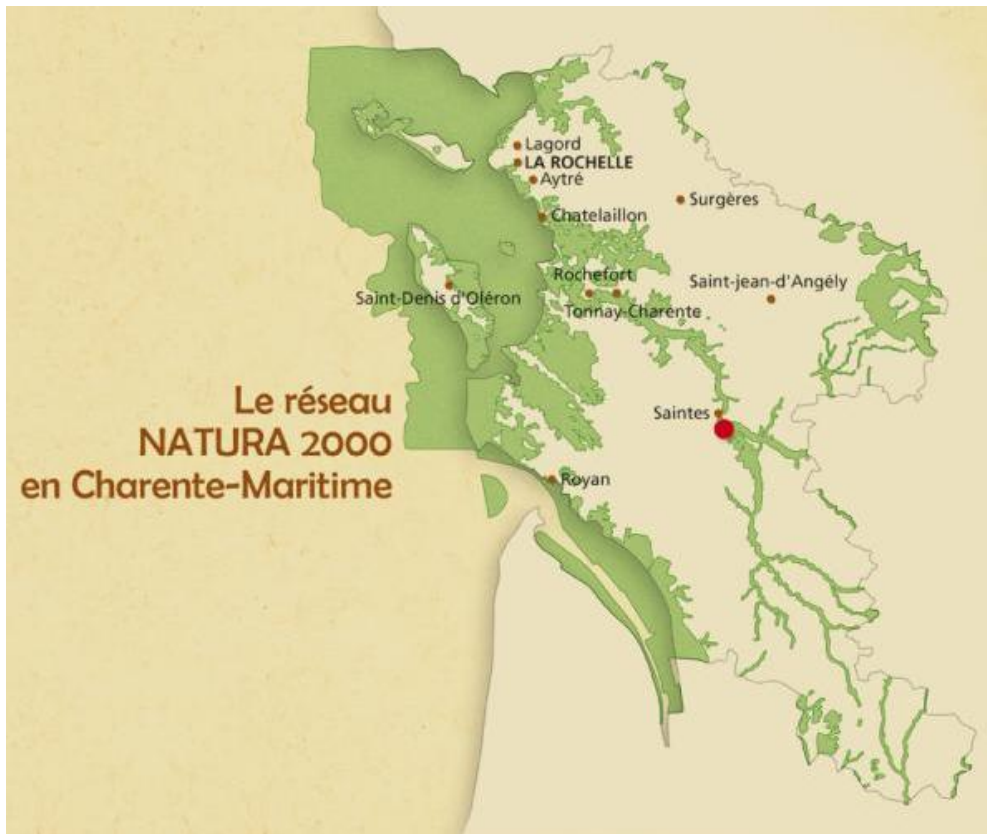 Lagord
LA ROCHELLE
Aytré
Surgères
Chatelaillon
Rochefort
Saint-jean-d'Angély
Saint-Denis d'Oléron
Tonnay-Charente
Le réseau
NATURA 2000
en Charente-Maritime
Saintes
Royan